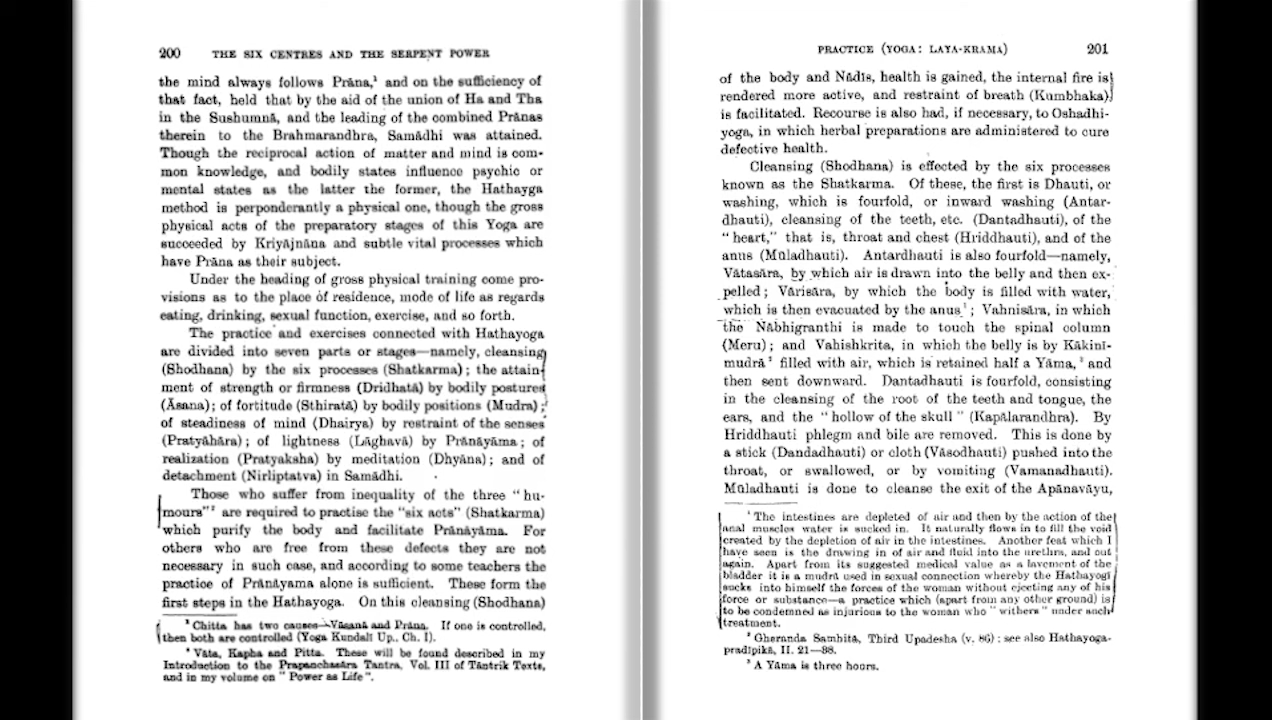 200 THE SIX CENTRES AND THE SERPENT POWER
the mind always follows Prāna,¹ and on the sufficiency of
that fact, held that by the aid of the union of Ha and Tha
in the Sushumnā, and the leading of the combined Prānas
therein to the Brahmarandhra, Samādhi was attained.
Though the reciprocal action of matter and mind is com-
mon knowledge, and bodily states influence psychic or
mental states as the latter the former, the Hathayga
method is perponderantly a physical one, though the gross
physical acts of the preparatory stages of this Yoga are
succeeded by Kriyājnāna and subtle vital processes which
have Prāna as their subject.
Under the heading of gross physical training come pro-
visions as to the place of residence, mode of life as regards
eating, drinking, sexual function, exercise, and so forth.
The practice and exercises connected with Hathayoga
are divided into seven parts or stages—namely, cleansing
(Shodhana) by the six processes (Shatkarma); the attain-
ment of strength or firmness (Dridhatā) by bodily postures
(Āsana); of fortitude (Sthiratā) by bodily positions (Mudrā);
of steadiness of mind (Dhairya) by restraint of the senses
(Pratyāhāra); of lightness (Lāghavā) by Prānāyāma; of
realization (Pratyaksha) by meditation (Dhyāna); and of
detachment (Nirliptatva) in Samādhi.
Those who suffer from inequality of the three "hu-
mours"² are required to practise the "six acts" (Shatkarma)
which purify the body and facilitate Prānāyāma. For
others who are free from these defects they are not
necessary in such case, and according to some teachers the
practice of Prānāyama alone is sufficient. These form the
first steps in the Hathayoga. On this cleansing (Shodhana)
¹ Chitta has two causes—Vāsanā and Prāna. If one is controlled,
then both are controlled (Yoga Kundalī Up., Ch. I).
² Vāta, Kapha and Pitta. These will be found described in my
Introduction to the Prapanchasāra Tantra, Vol. III of Tāntrik Texts,
and in my volume on "Power as Life".
PRACTICE (YOGA: LAYA-KRAMA) 201
of the body and Nādīs, health is gained, the internal fire is
rendered more active, and restraint of breath (Kumbhaka)
is facilitated. Recourse is also had, if necessary, to Oshadhi-
yoga, in which herbal preparations are administered to cure
defective health.
Cleansing (Shodhana) is effected by the six processes
known as the Shatkarma. Of these, the first is Dhauti, or
washing, which is fourfold, or inward washing (Antar-
dhauti), cleansing of the teeth, etc. (Dantadhauti), of the
"heart," that is, throat and chest (Hriddhauti), and of the
anus (Mūladhauti). Antardhauti is also fourfold—namely,
Vātasāra, by which air is drawn into the belly and then ex-
pelled; Vārisāra, by which the body is filled with water,
which is then evacuated by the anus¹; Vahnisāra, in which
the Nābhigranthi is made to touch the spinal column
(Meru); and Vahishkrita, in which the belly is by Kākinī-
mudrā² filled with air, which is retained half a Yāma,³ and
then sent downward. Dantadhauti is fourfold, consisting
in the cleansing of the root of the teeth and tongue, the
ears, and the "hollow of the skull" (Kapālarandhra). By
Hriddhauti phlegm and bile are removed. This is done by
a stick (Dandadhauti) or cloth (Vāsodhauti) pushed into the
throat, or swallowed, or by vomiting (Vamanadhauti).
Mūladhauti is done to cleanse the exit of the Apānavāyu,
¹ The intestines are depleted of air and then by the action of the
anal muscles water is sucked in. It naturally flows in to fill the void
created by the depletion of air in the intestines. Another feat which I
have seen is the drawing in of air and fluid into the urethra, and out
again. Apart from its suggested medical value as a lavement of the
bladder it is a mudrā used in sexual connection whereby the Hathayogī
sucks into himself the forces of the woman without ejecting any of his
force or substance—a practice which (apart from any other ground) is
to be condemned as injurious to the woman who "withers" under such
treatment.
² Gheranda Samhitā, Third Upadesha (v. 86): see also Hathayoga-
pradīpikā, II. 21—38.
³ A Yāma is three hours.